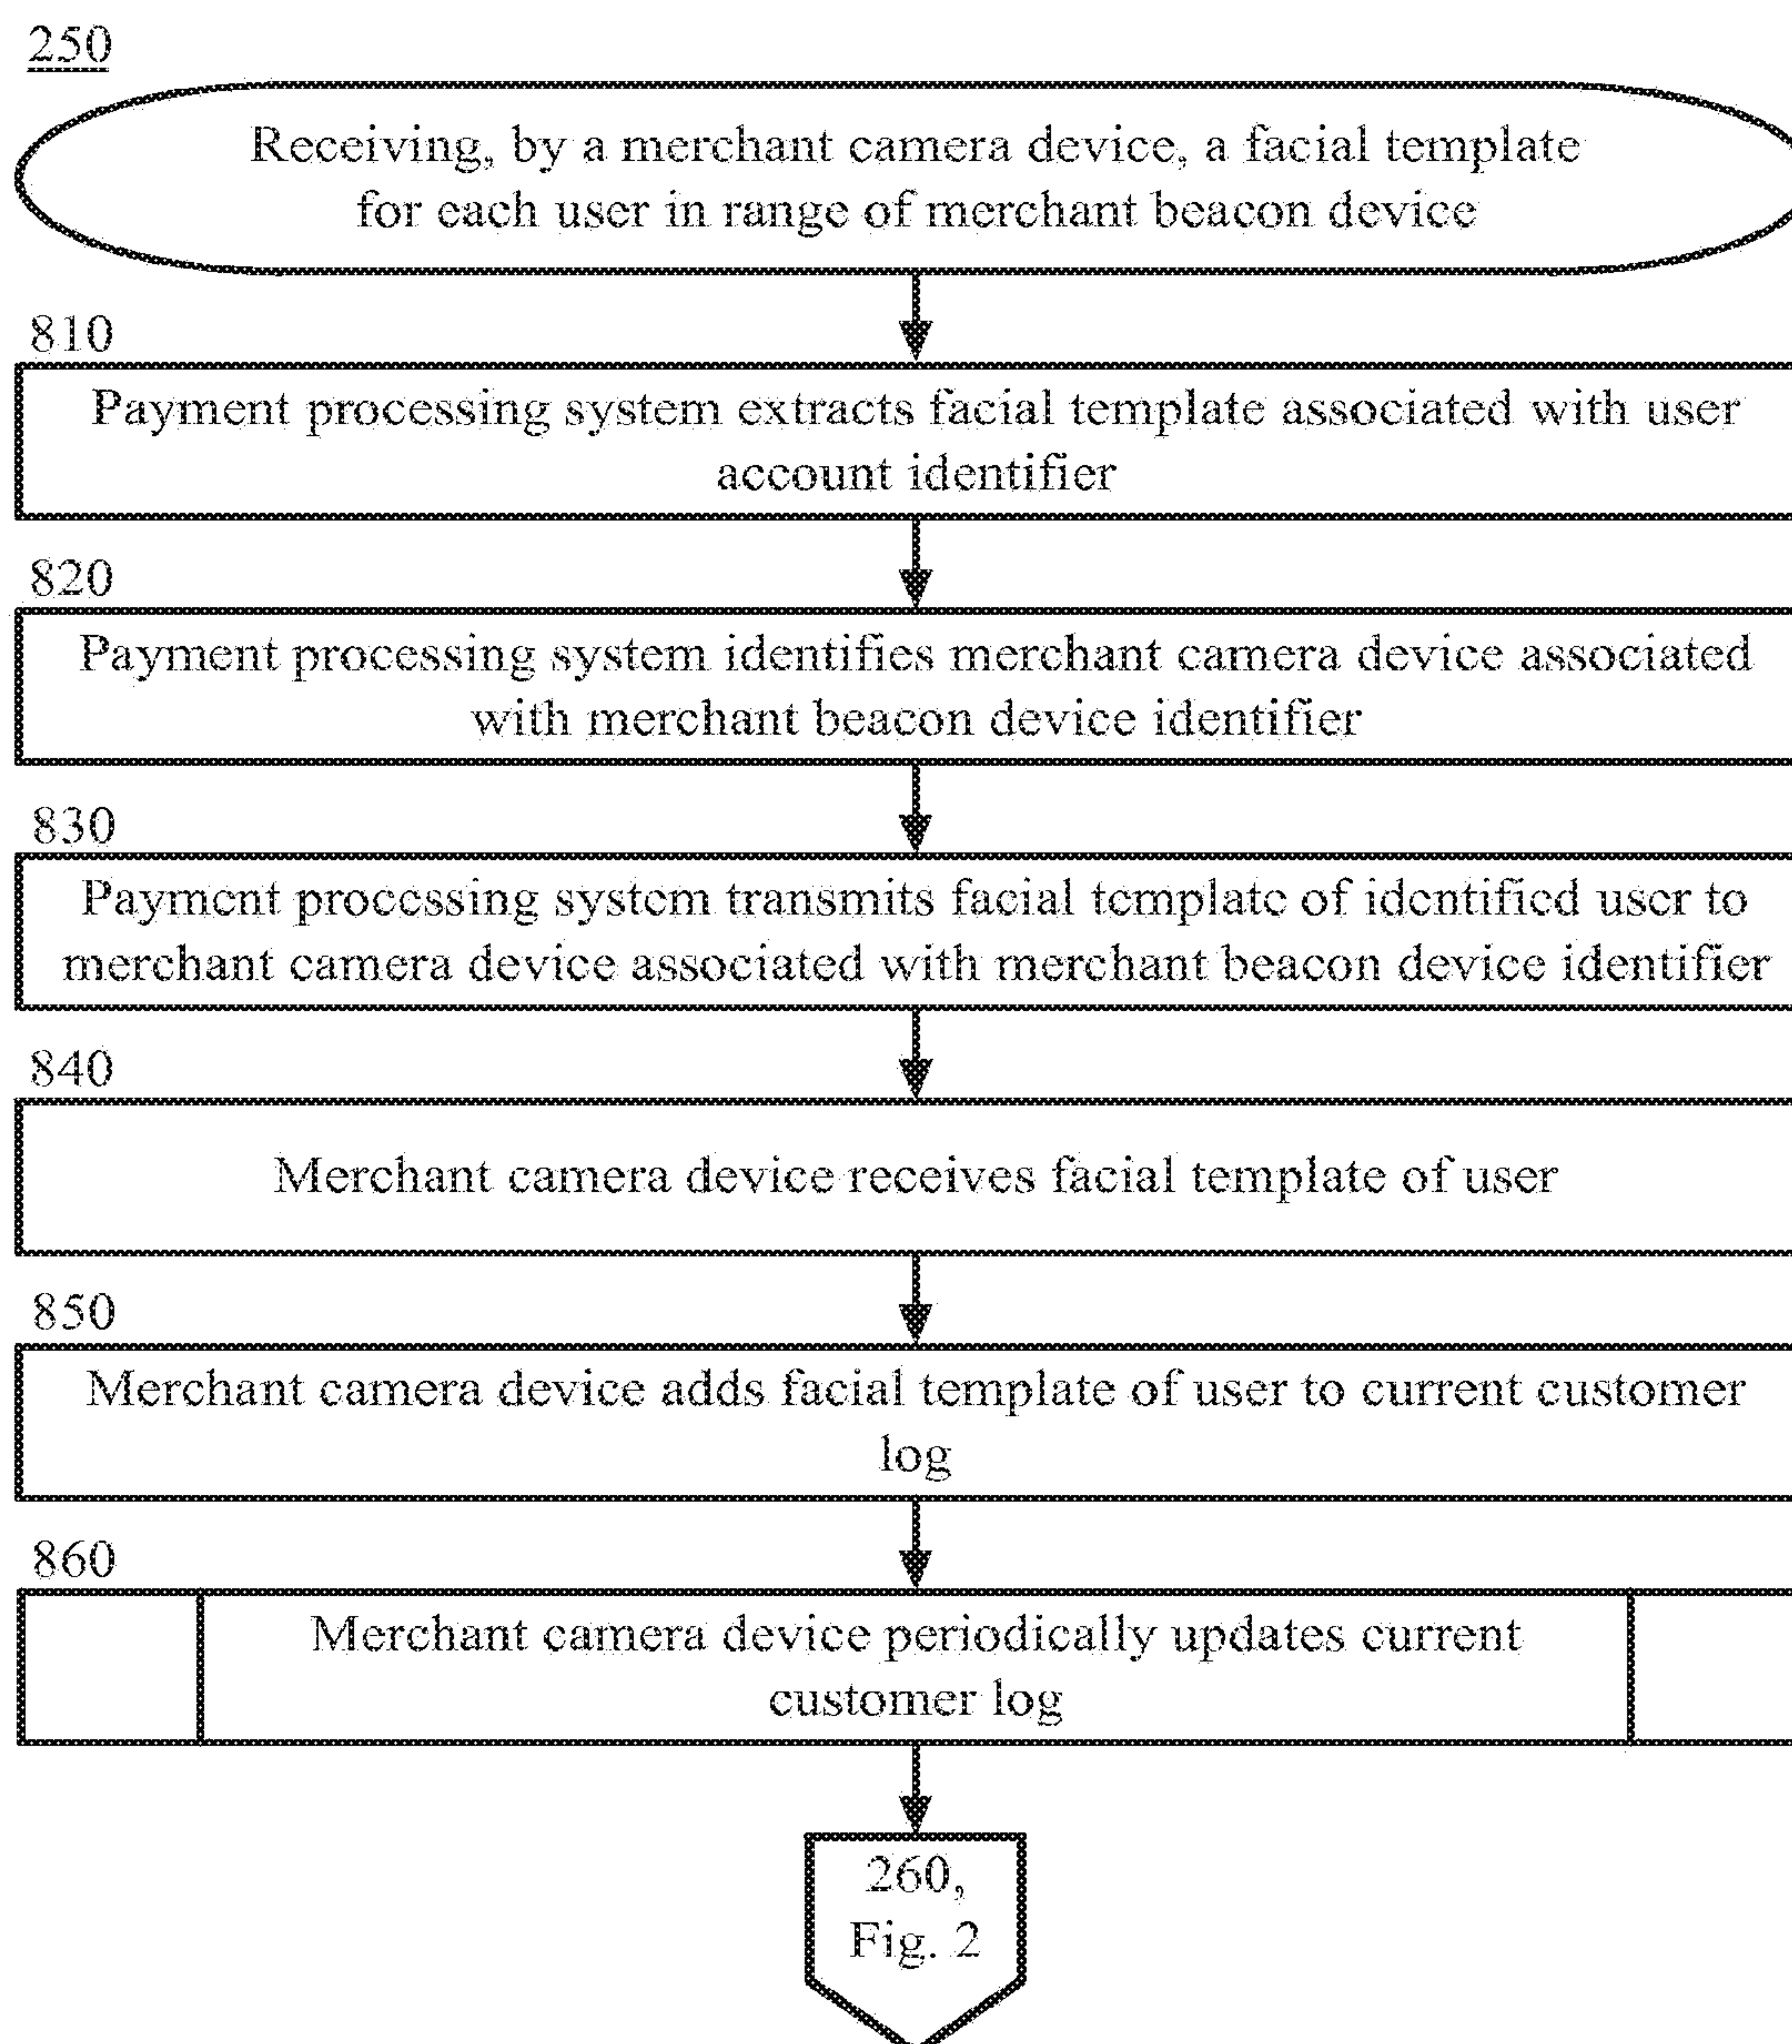 250
Receiving, by a merchant camera device, a facial template
for each user in range of merchant beacon device
810
Payment processing system extracts facial template associated with user
account identifier
820
Payment processing system identifies merchant camera device associated
with merchant beacon device identifier
830
Payment processing system transmits facial template of identified user to
merchant camera device associated with merchant beacon device identifier
840
Merchant camera device receives facial template of user
850
Merchant camera device adds facial template of user to current customer
log
860
Merchant camera device periodically updates current
customer log
260,
Fig. 2